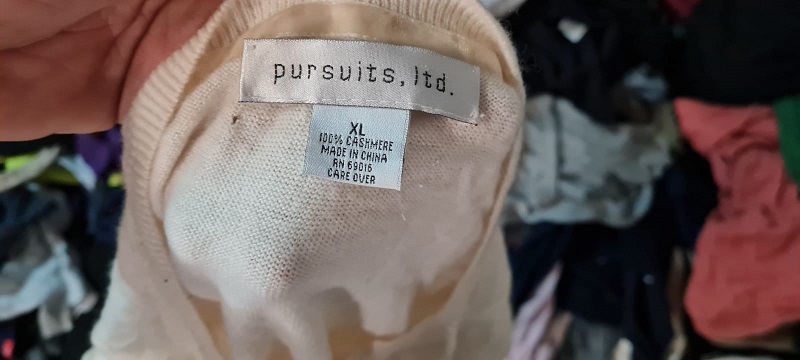 pursuits, ltd.
XL
100% CASHMERE
MADE IN CHINA
RN 69016
CARE OVER